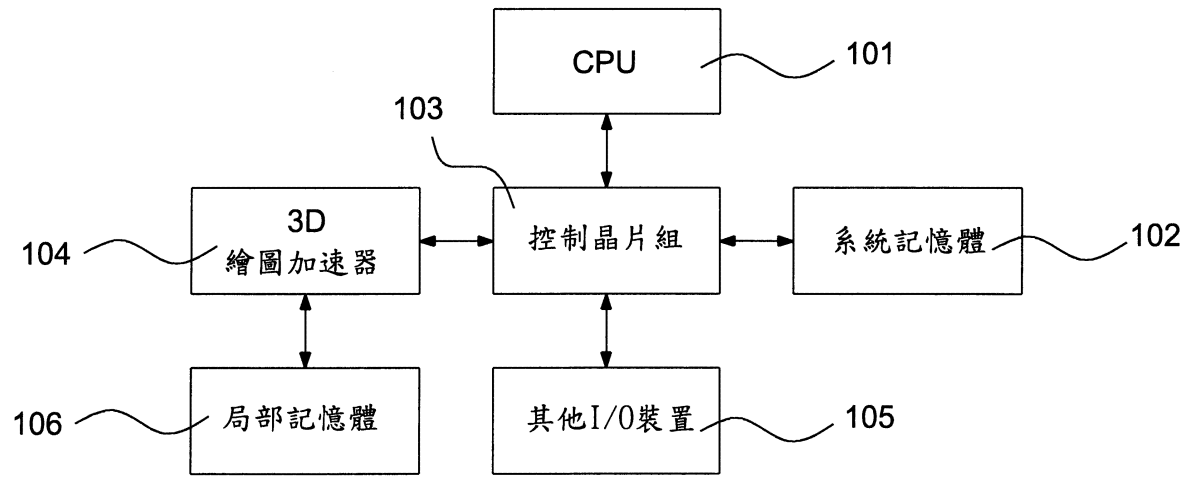 CPU
101
103
3D
繪圖加速器
104
控制晶片組
系統記憶體
102
局部記憶體
106
其他I/O裝置
105